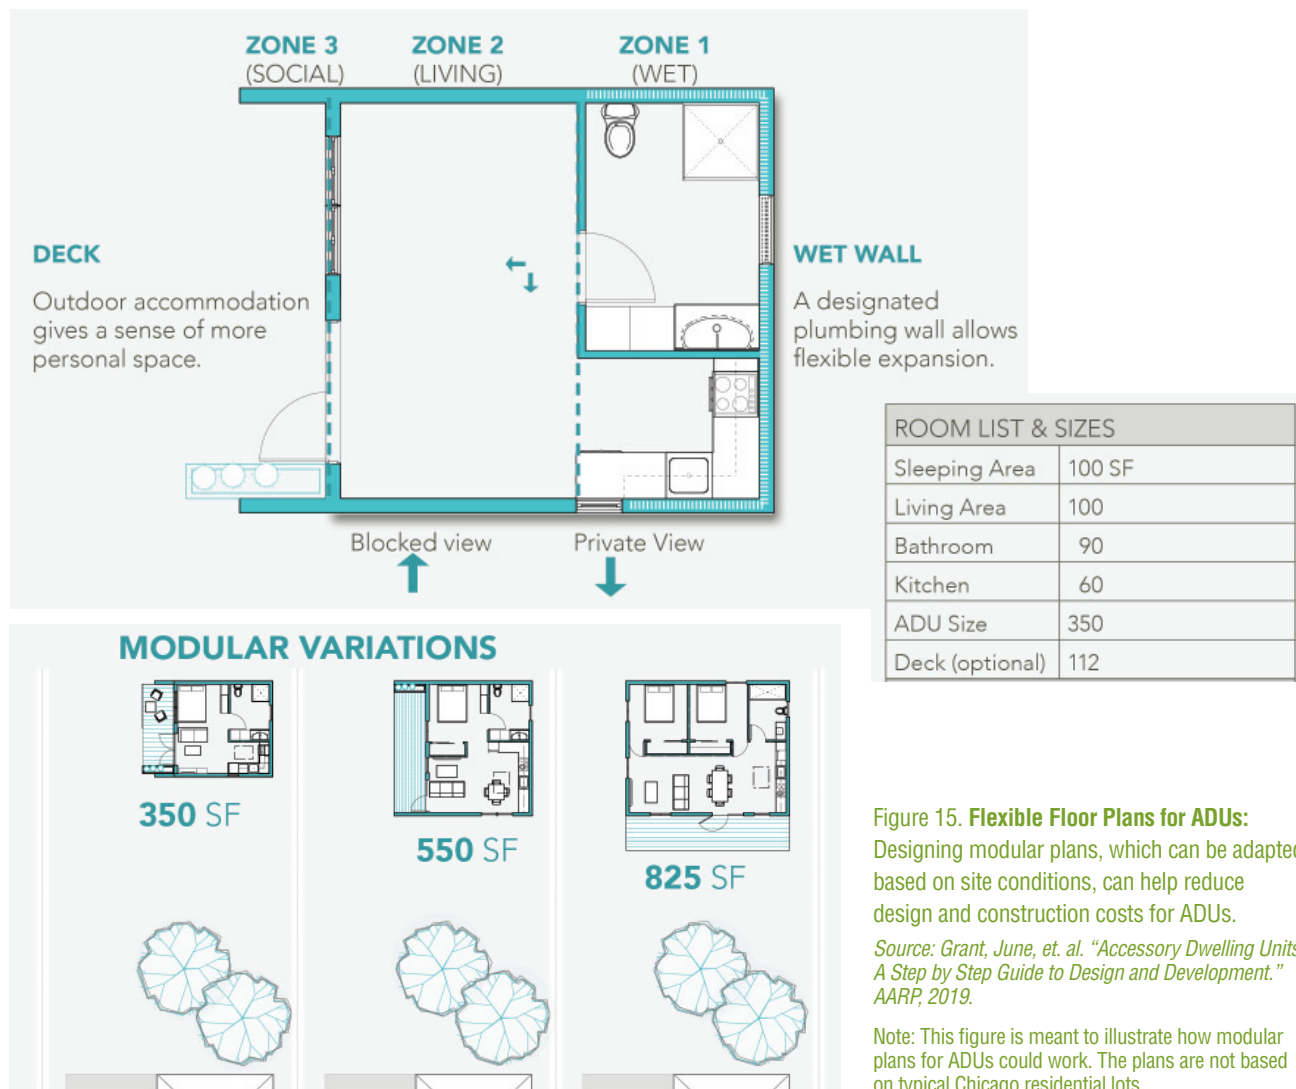 ZONE 3
(SOCIAL)
ZONE 2
(LIVING)
ZONE 1
(WET)
DECK
Outdoor accommodation
gives a sense of more
personal space.
WET WALL
A designated
plumbing wall allows
flexible expansion.
Blocked view
Private View
ROOM LIST & SIZES
Sleeping Area 100 SF
Living Area 100
Bathroom 90
Kitchen 60
ADU Size 350
Deck (optional) 112
MODULAR VARIATIONS
350 SF
550 SF
825 SF
Figure 15. Flexible Floor Plans for ADUs:
Designing modular plans, which can be adapted
based on site conditions, can help reduce
design and construction costs for ADUs.
Source: Grant, June, et. al. “Accessory Dwelling Units
A Step by Step Guide to Design and Development.”
AARP, 2019.
Note: This figure is meant to illustrate how modular
plans for ADUs could work. The plans are not based
on typical Chicago residential lots